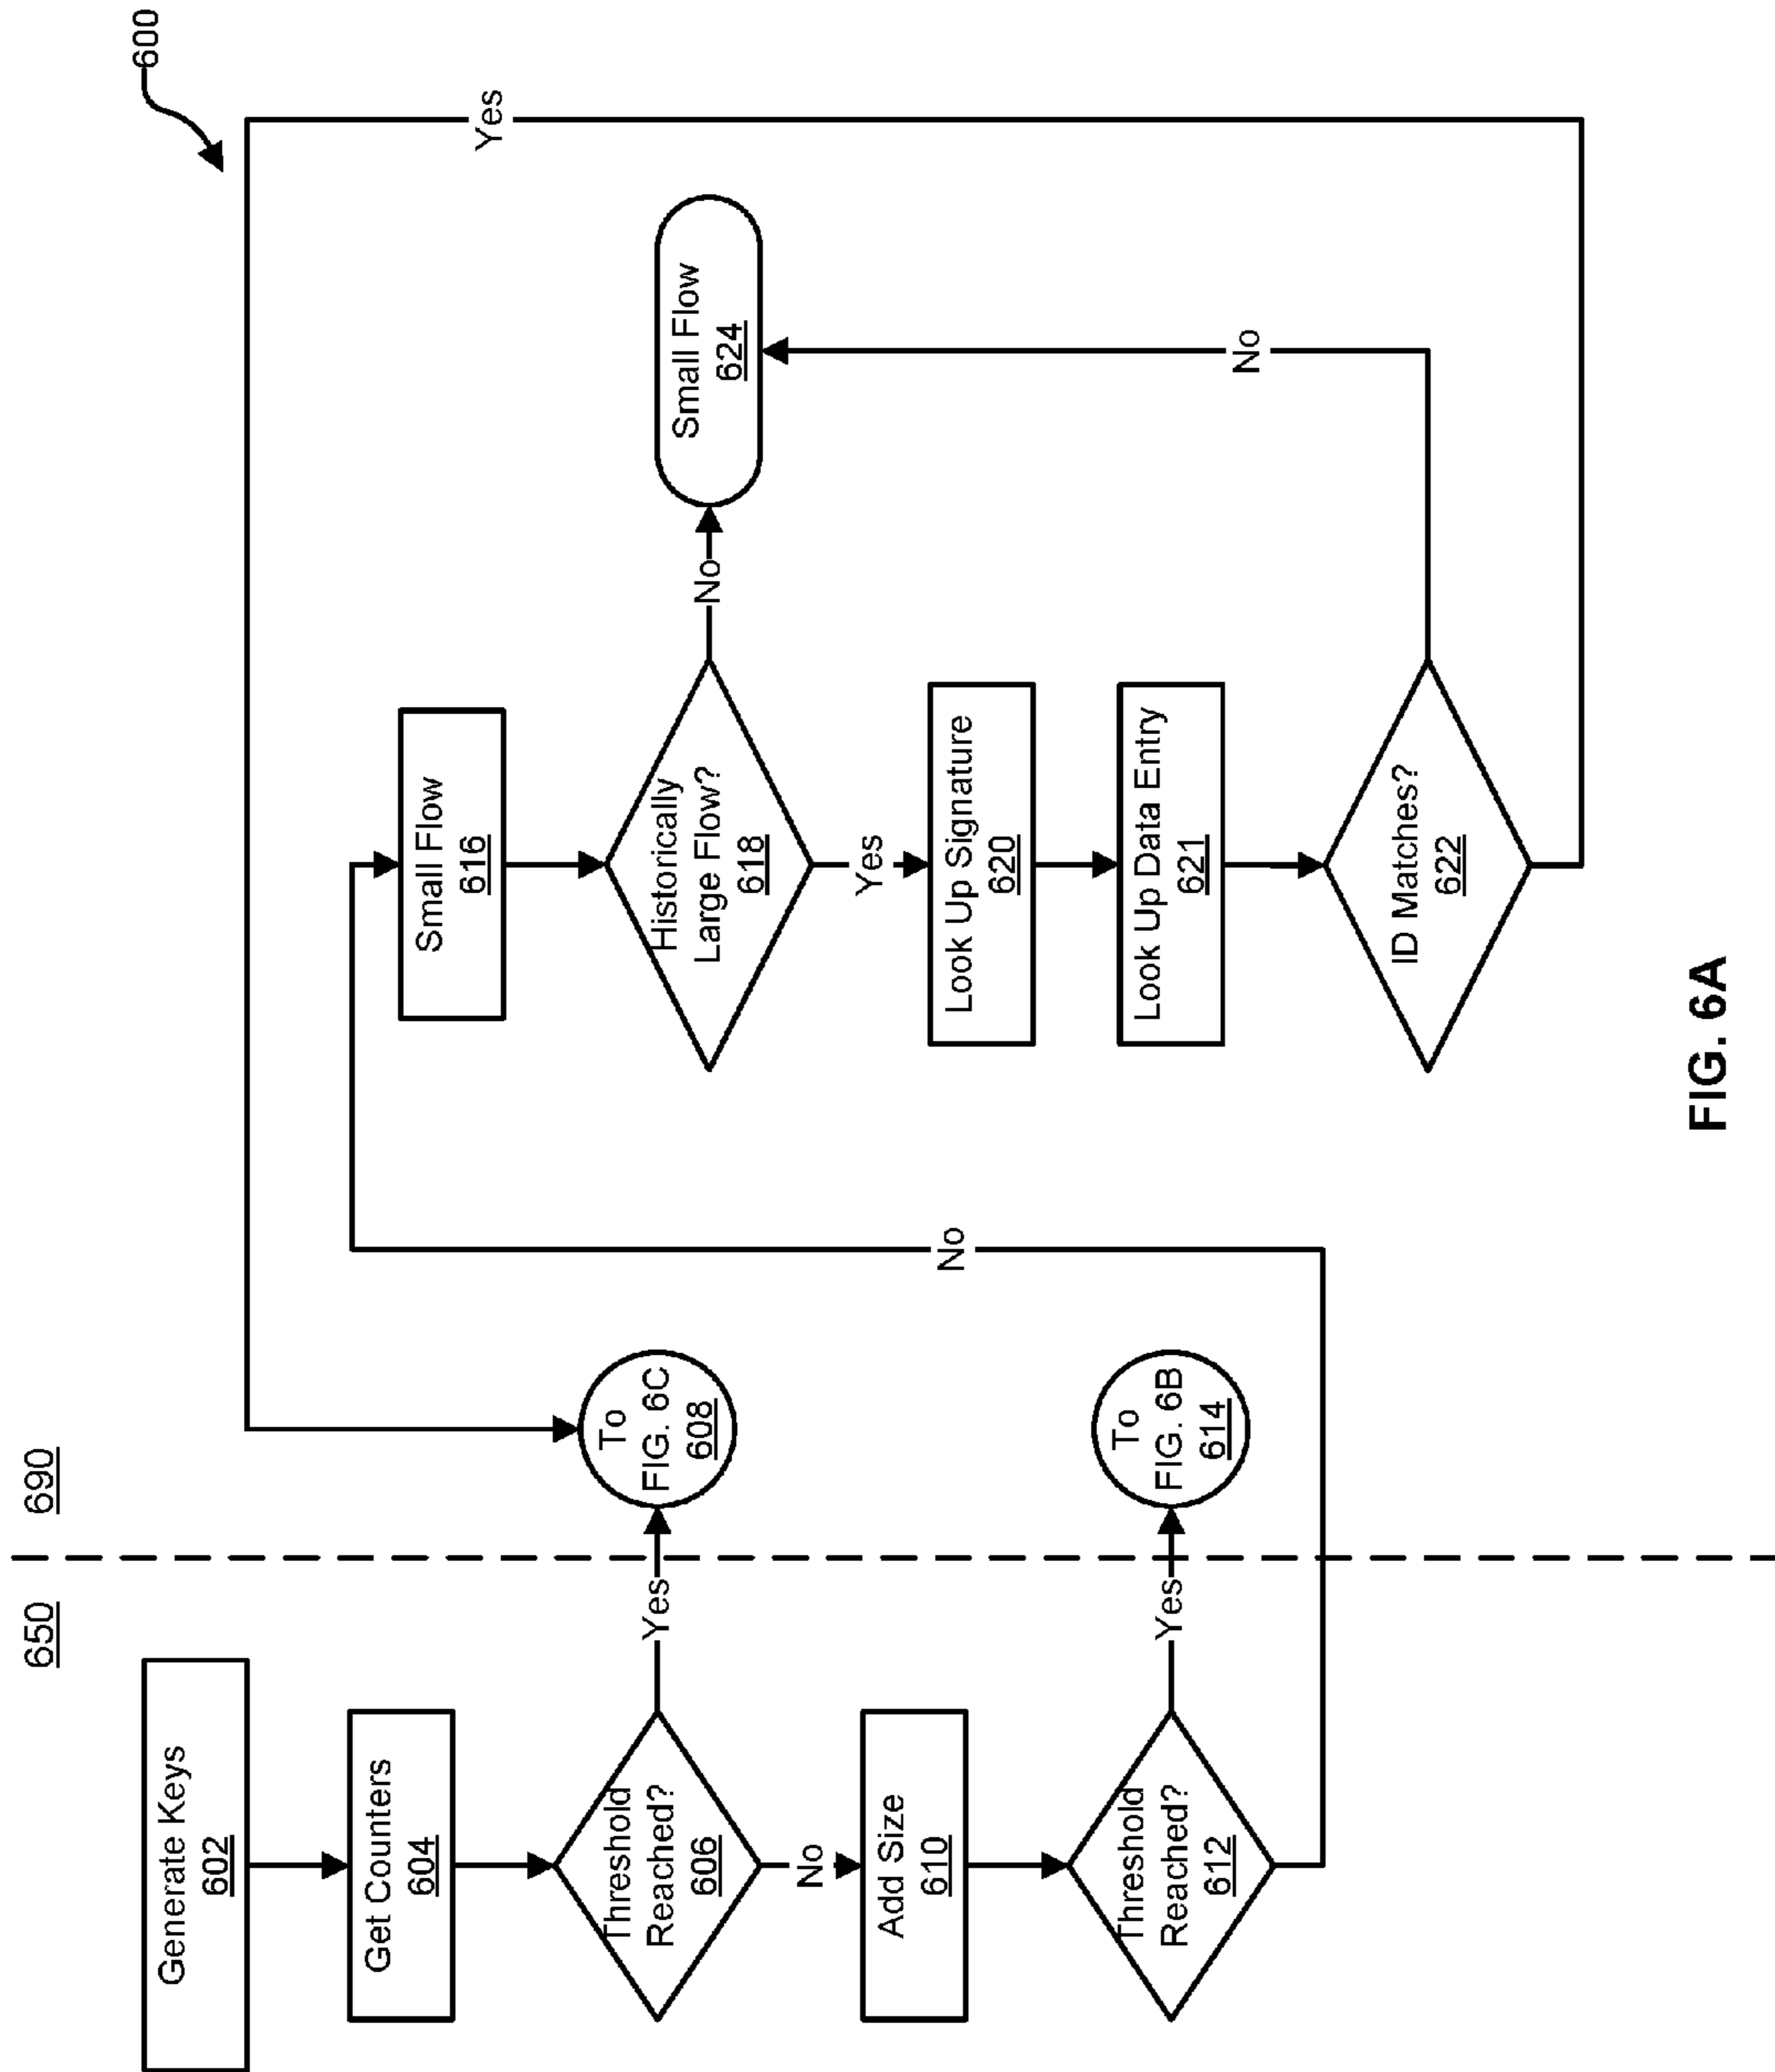 650
690
600
Generate Keys
602
Get Counters
604
Threshold
Reached?
606
Yes
To
FIG. 6C
608
No
Add Size
610
Threshold
Reached?
612
Yes
To
FIG. 6B
614
No
Small Flow
616
Historically
Large Flow?
618
No
Small Flow
624
Yes
Look Up Signature
620
Look Up Data Entry
621
ID Matches?
622
No
Yes
FIG. 6A